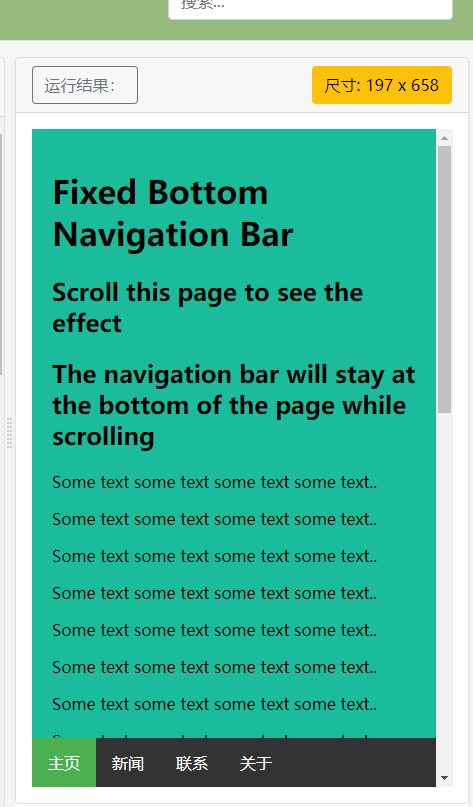 搜索...
运行结果：
尺寸: 197 x 658
Fixed Bottom
Navigation Bar
Scroll this page to see the
effect
The navigation bar will stay at
the bottom of the page while
scrolling
Some text some text some text some text..
Some text some text some text some text..
Some text some text some text some text..
Some text some text some text some text..
Some text some text some text some text..
Some text some text some text some text..
Some text some text some text some text..
主页 新闻 联系 关于